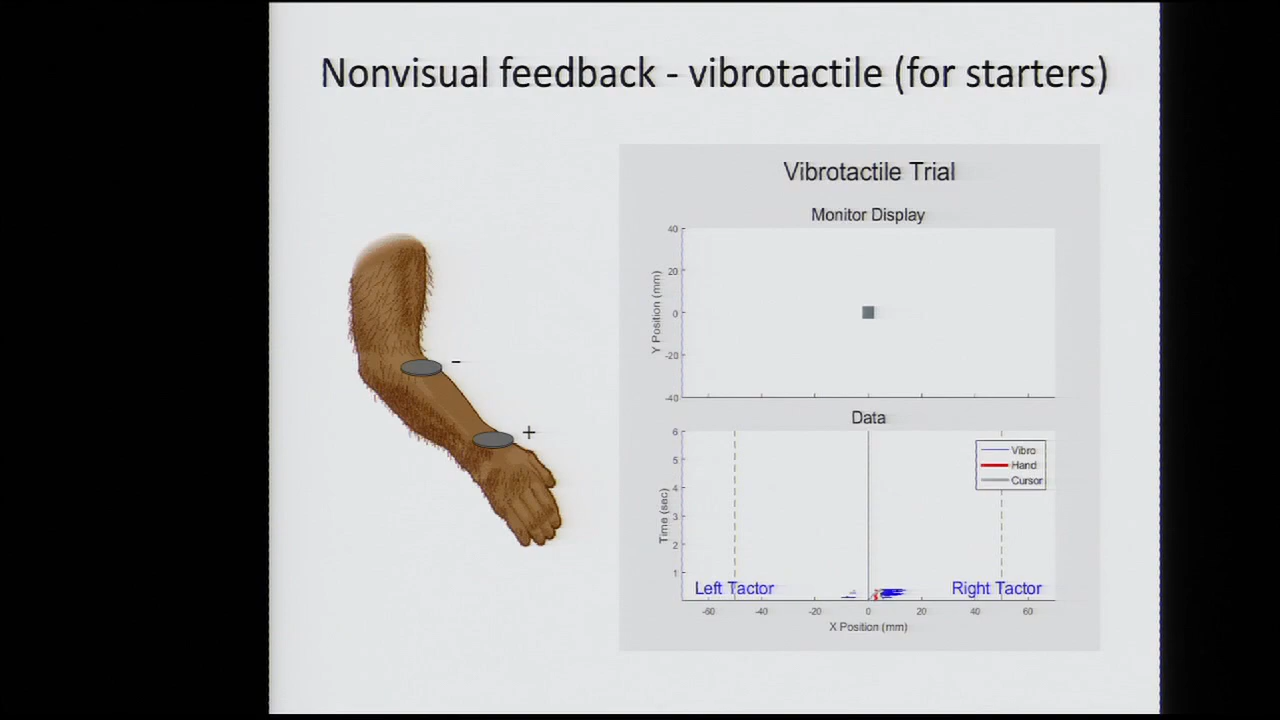 Nonvisual feedback - vibrotactile (for starters)
-
+
Vibrotactile Trial
Monitor Display
Y Position (mm)
40
20
0
-20
-40
Data
Time (sec)
6
5
4
3
2
1
Vibro
Hand
Cursor
Left Tactor
Right Tactor
-60 -40 -20 0 20 40 60
X Position (mm)